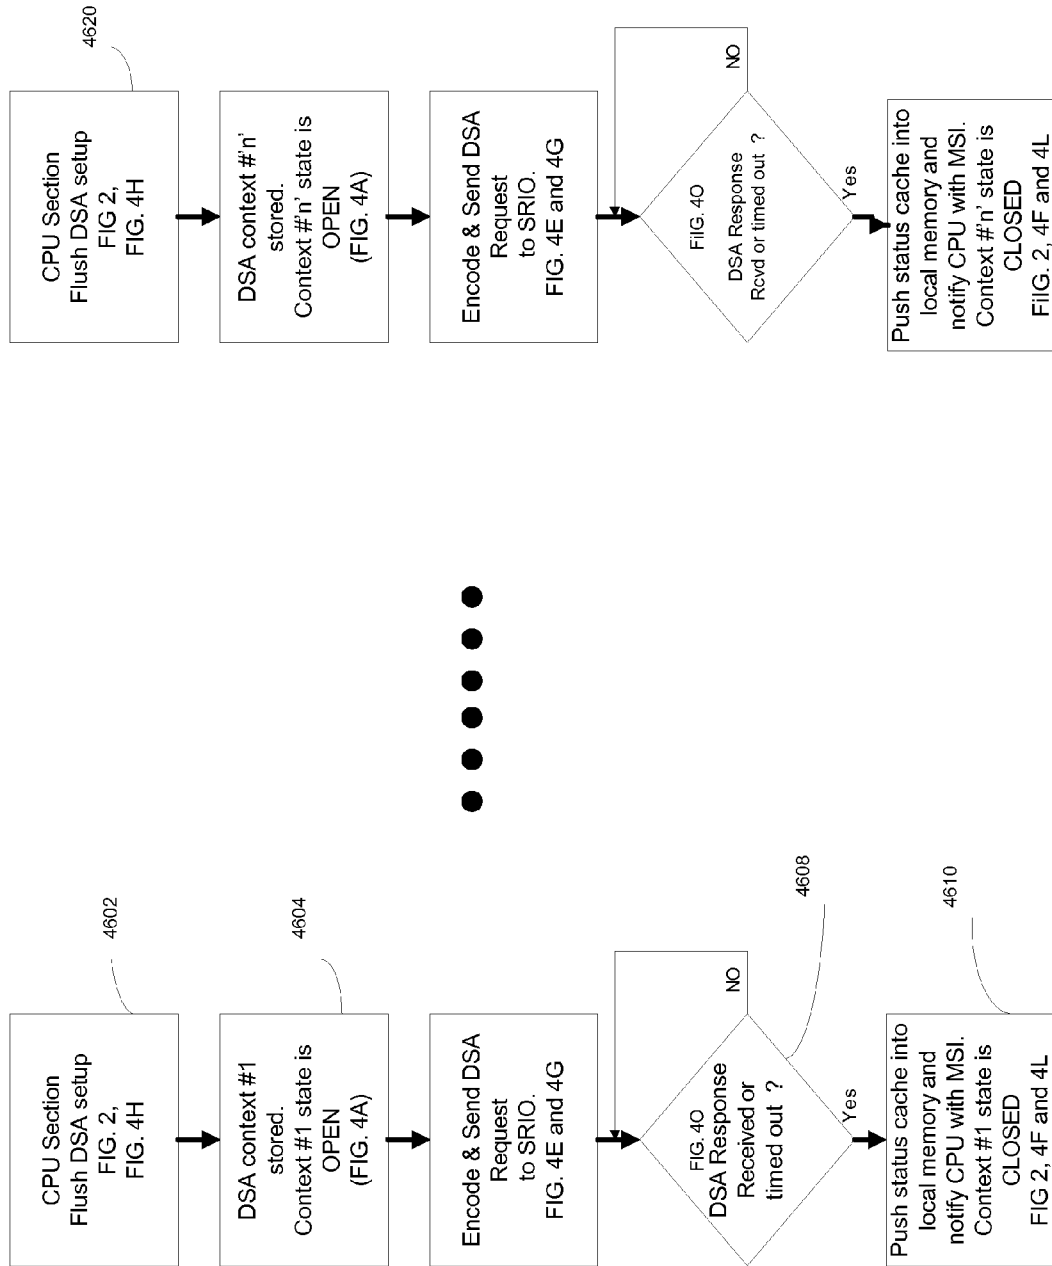 4602
CPU Section
Flush DSA setup
FIG. 2,
FIG. 4H
4604
DSA context #1
stored.
Context #1 state is
OPEN
(FIG. 4A)
Encode & Send DSA
Request
to SRIO.
FIG. 4E and 4G
4608
FIG. 4O
DSA Response
Received or
timed out ?
NO
Yes
4610
Push status cache into
local memory and
notify CPU with MSI.
Context #1 state is
CLOSED
FIG 2, 4F and 4L
4620
CPU Section
Flush DSA setup
FIG 2,
FIG. 4H
DSA context #'n'
stored.
Context #'n' state is
OPEN
(FIG. 4A)
Encode & Send DSA
Request
to SRIO.
FIG. 4E and 4G
FilG. 4O
DSA Response
Rcvd or timed out ?
NO
Yes
Push status cache into
local memory and
notify CPU with MSI.
Context #'n' state is
CLOSED
FilG. 2, 4F and 4L